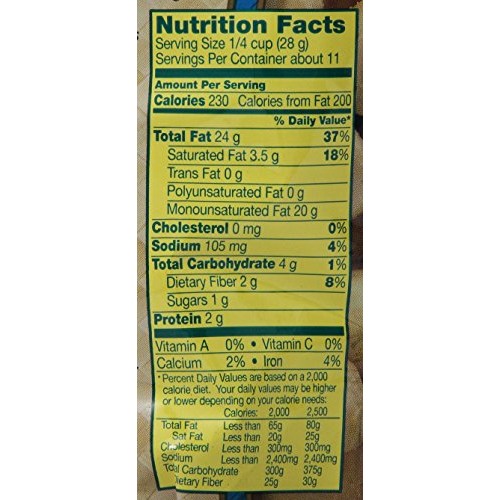 Nutrition Facts
Serving Size 1/4 cup (28 g)
Servings Per Container about 11
Amount Per Serving
Calories 230 Calories from Fat 200
% Daily Value*
Total Fat 24 g 37%
Saturated Fat 3.5 g 18%
Trans Fat 0 g
Polyunsaturated Fat 0 g
Monounsaturated Fat 20 g
Cholesterol 0 mg 0%
Sodium 105 mg 4%
Total Carbohydrate 4 g 1%
Dietary Fiber 2 g 8%
Sugars 1 g
Protein 2 g
Vitamin A 0% • Vitamin C 0%
Calcium 2% • Iron 4%
*Percent Daily Values are based on a 2,000
calorie diet. Your daily values may be higher
or lower depending on your calorie needs:
Calories: 2,000 2,500
Total Fat Less than 65g 80g
Sat Fat Less than 20g 25g
Cholesterol Less than 300mg 300mg
Sodium Less than 2,400mg 2,400mg
Total Carbohydrate 300g 375g
Dietary Fiber 25g 30g